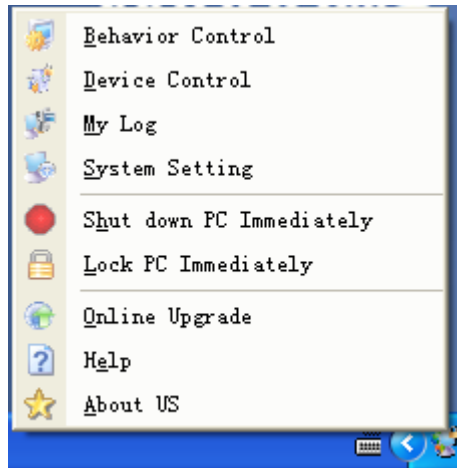 Behavior Control
Device Control
My Log
System Setting
Shut down PC Immediately
Lock PC Immediately
Online Upgrade
Help
About US